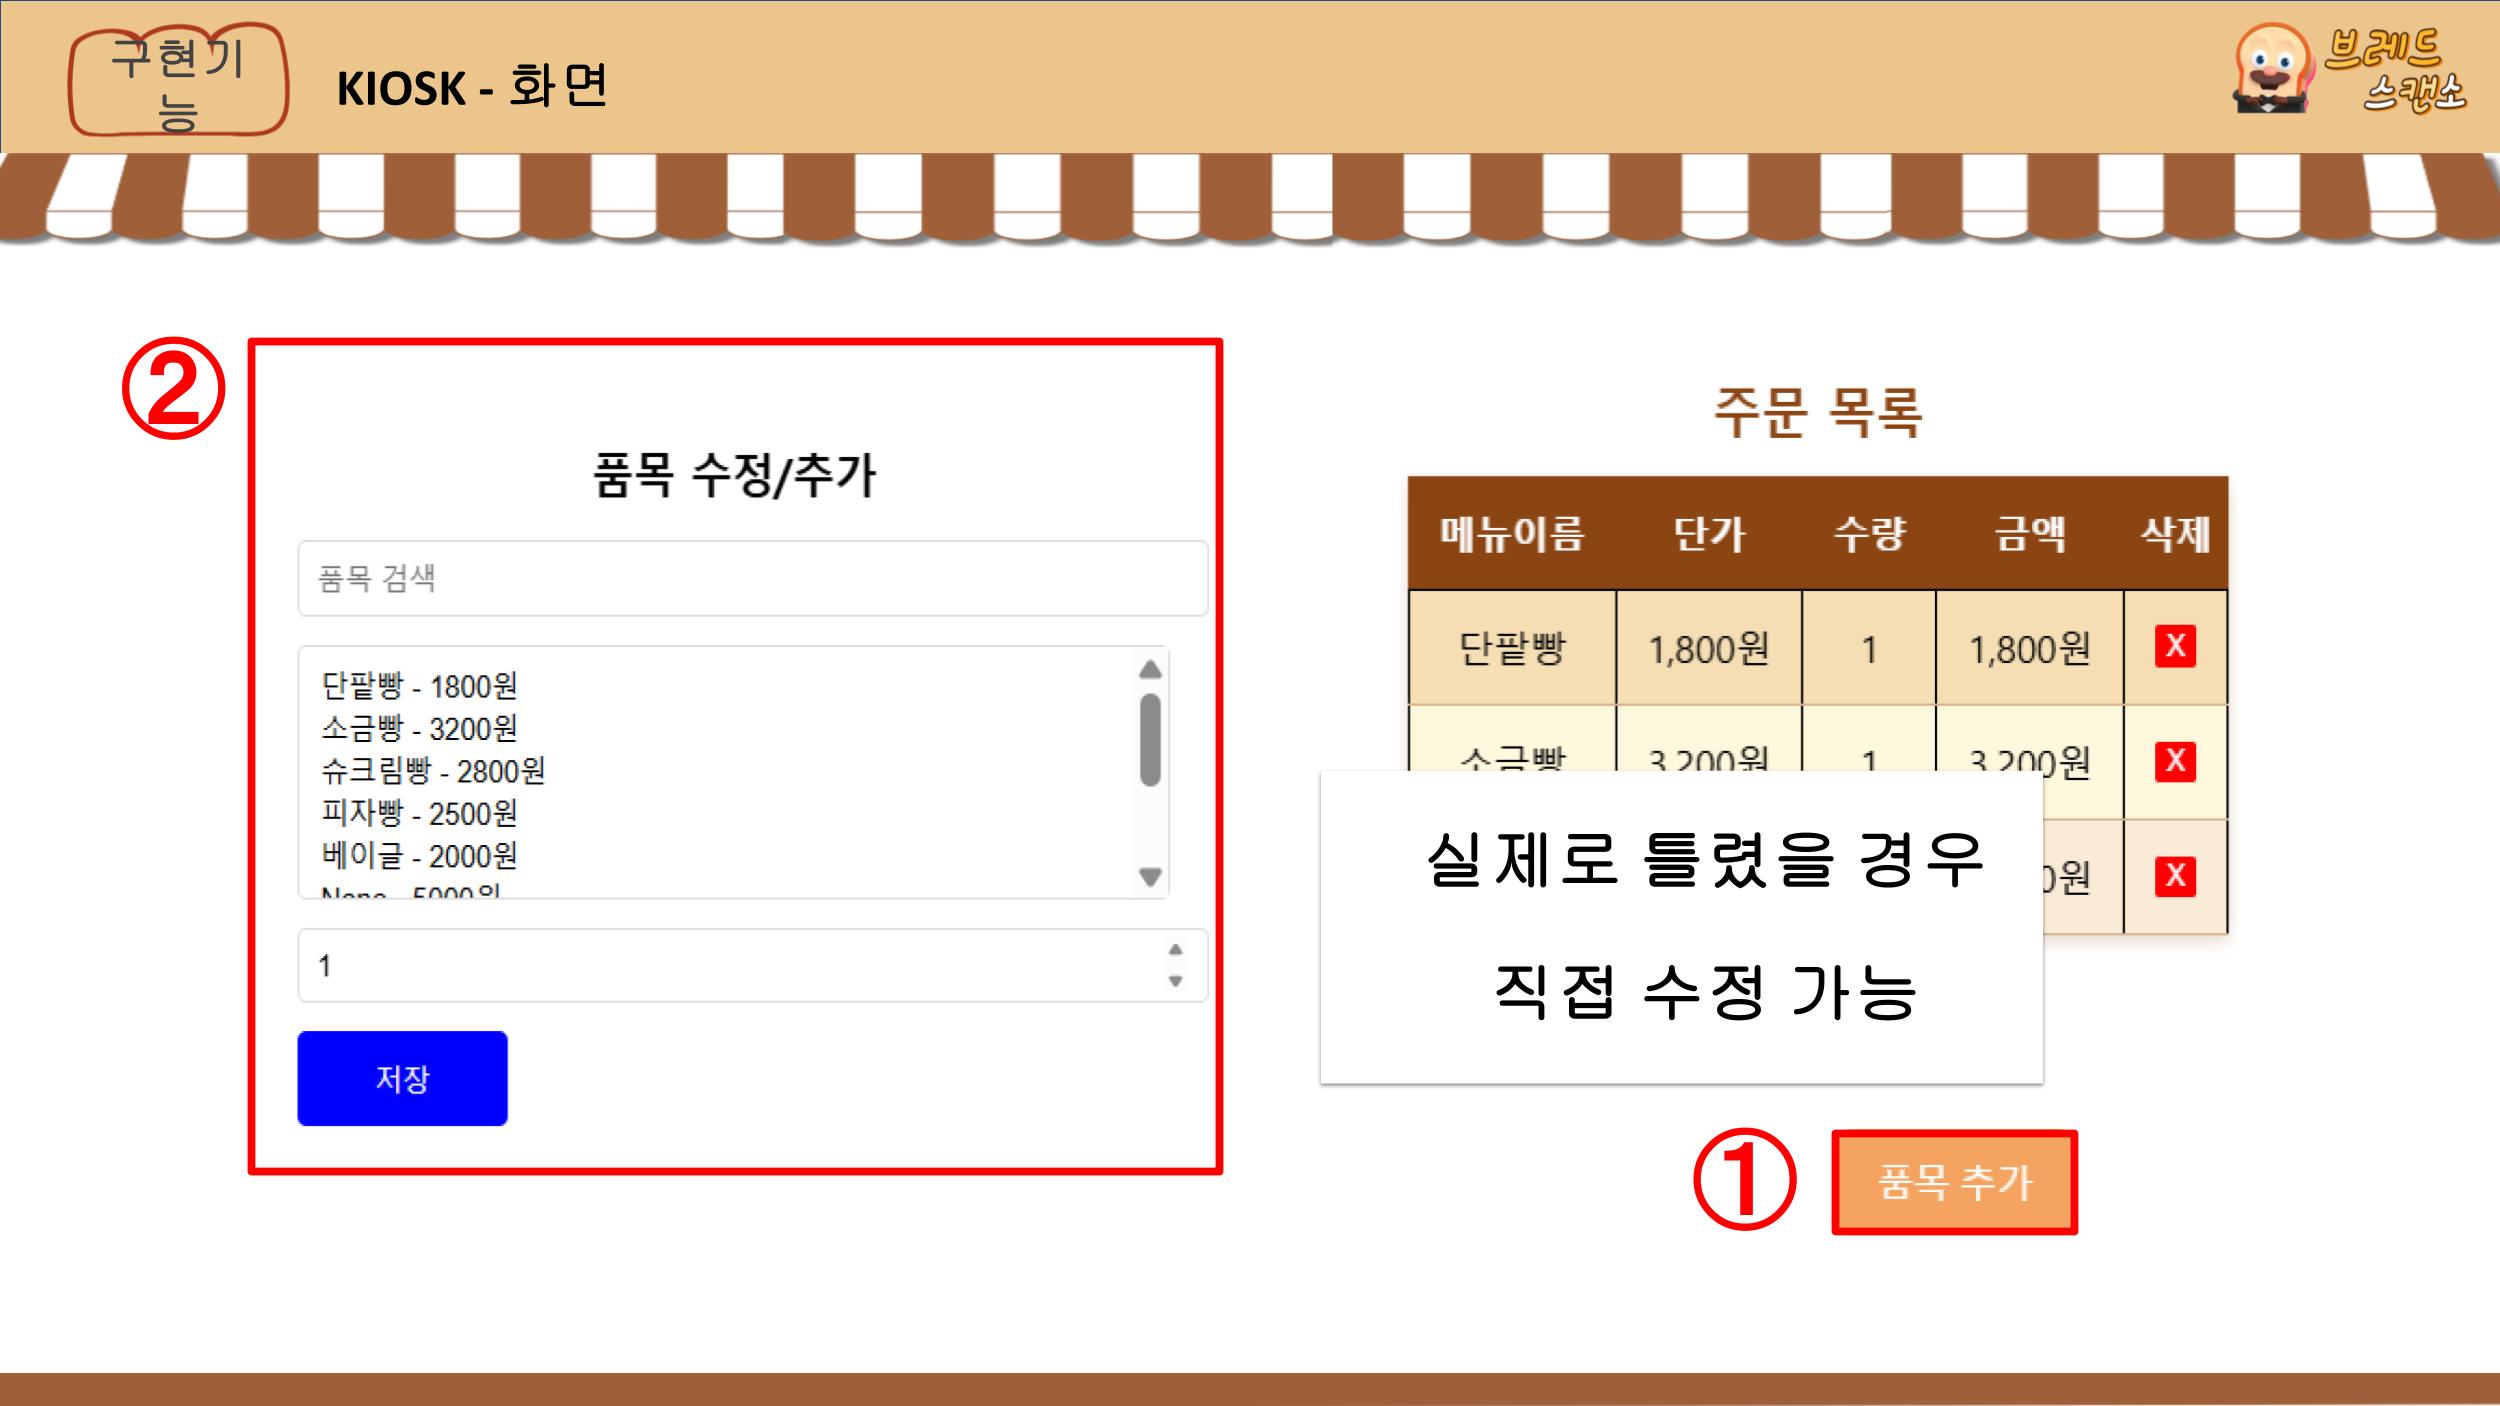 구현기
능
KIOSK - 화면
브레드
스캔소
②
품목 수정/추가
품목 검색
단팥빵 - 1800원
소금빵 - 3200원
슈크림빵 - 2800원
피자빵 - 2500원
베이글 - 2000원
None - 5000원
1
저장
주문 목록
메뉴이름 단가 수량 금액 삭제
단팥빵 1,800원 1 1,800원 X
소금빵 3,200원 1 3,200원 X
0원 X
실제로 틀렸을 경우
직접 수정 가능
①
품목 추가